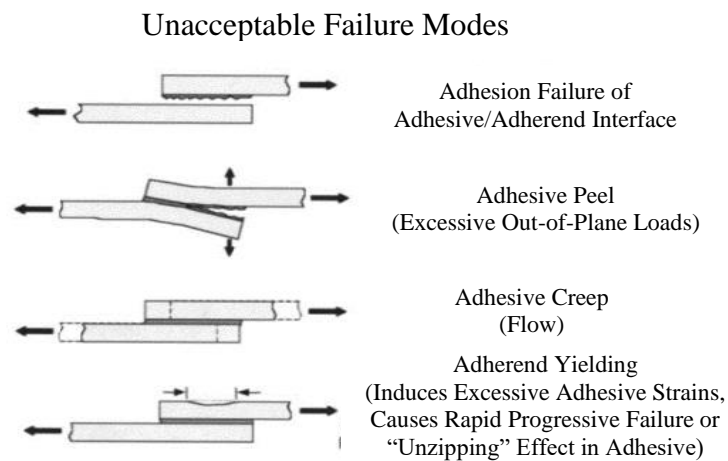 Unacceptable Failure Modes
Adhesion Failure of
Adhesive/Adherend Interface
Adhesive Peel
(Excessive Out-of-Plane Loads)
Adhesive Creep
(Flow)
Adherend Yielding
(Induces Excessive Adhesive Strains,
Causes Rapid Progressive Failure or
“Unzipping” Effect in Adhesive)